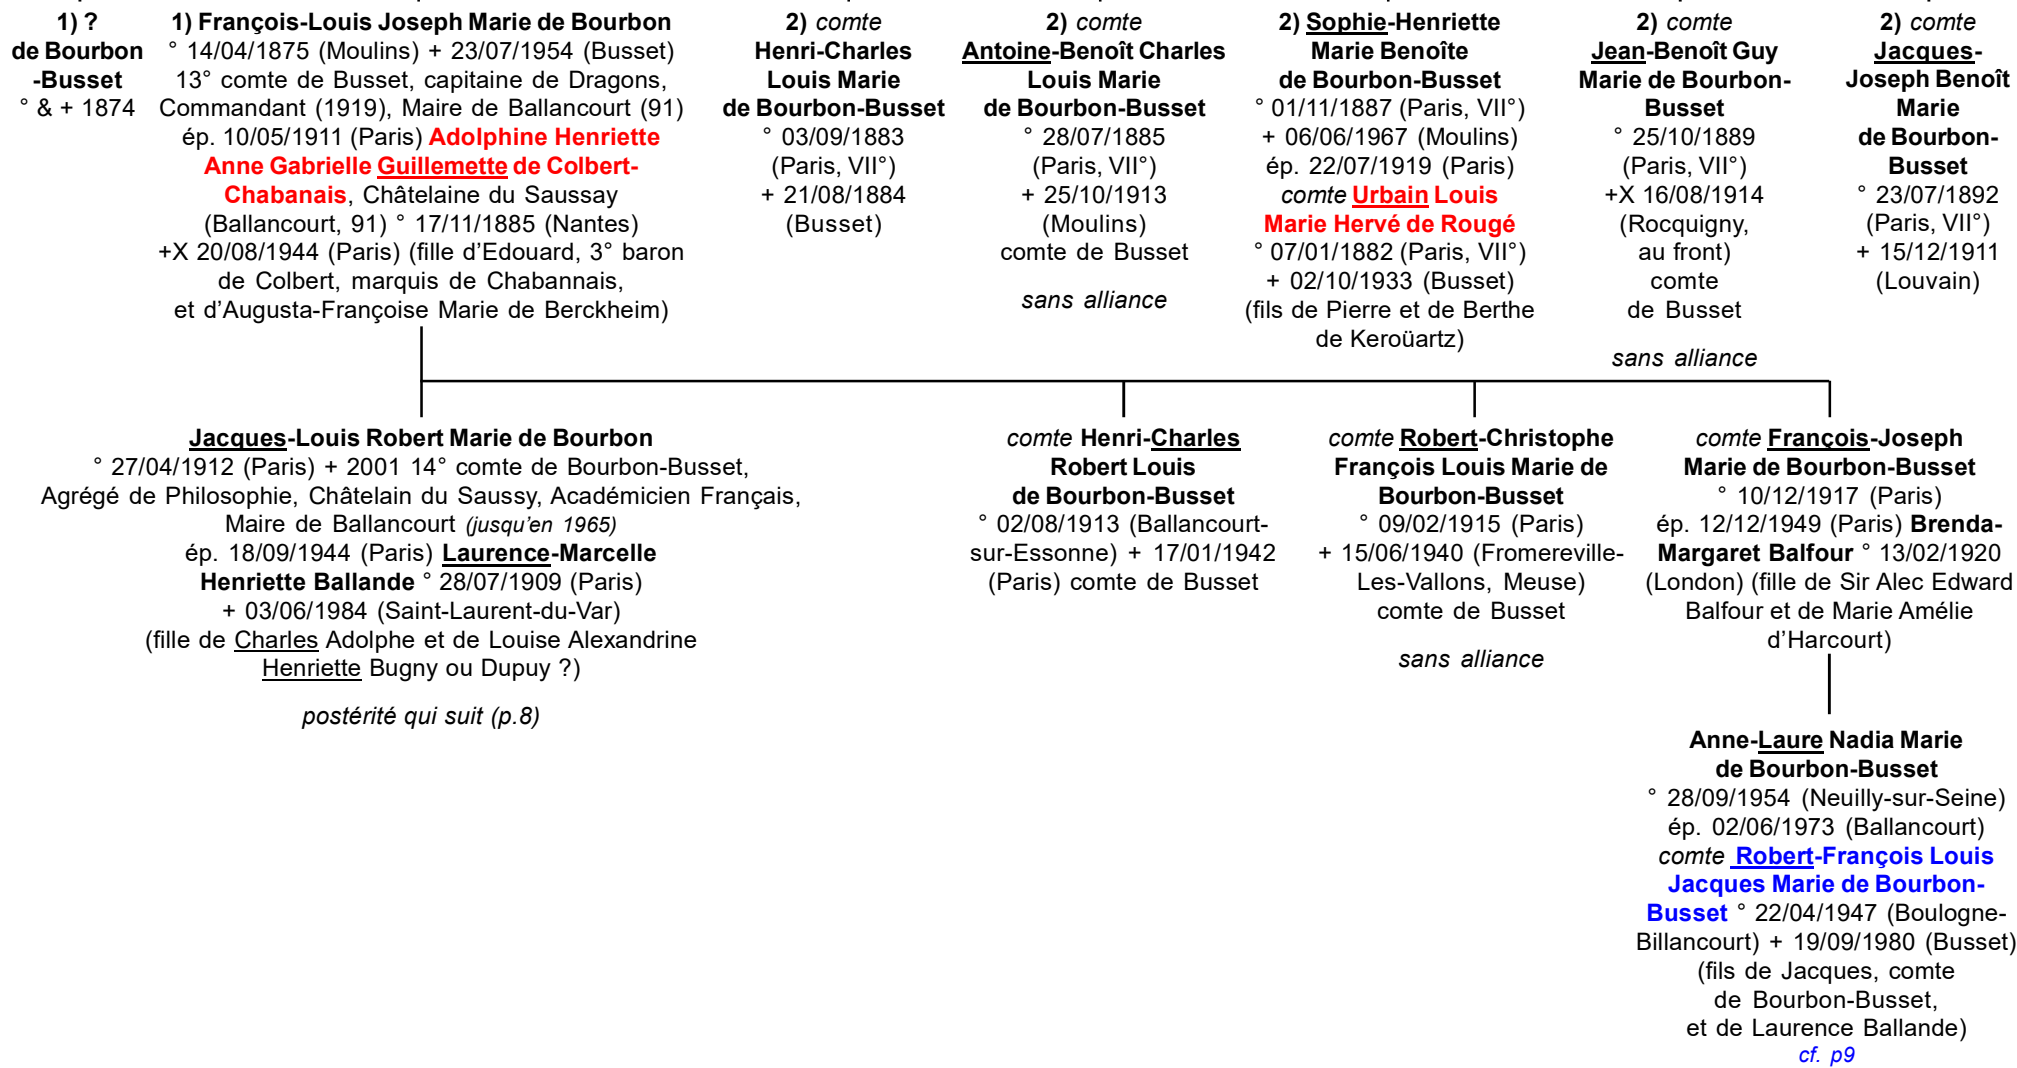 1) ?
de Bourbon
-Busset
° & + 1874
1) François-Louis Joseph Marie de Bourbon
° 14/04/1875 (Moulins) + 23/07/1954 (Busset)
13° comte de Busset, capitaine de Dragons,
Commandant (1919), Maire de Ballancourt (91)
ép. 10/05/1911 (Paris) Adolphine Henriette
Anne Gabrielle Guillemette de Colbert-
Chabanais, Châtelaine du Saussay
(Ballancourt, 91) ° 17/11/1885 (Nantes)
+X 20/08/1944 (Paris) (fille d'Edouard, 3° baron
de Colbert, marquis de Chabannais,
et d'Augusta-Françoise Marie de Berckheim)
2) comte
Henri-Charles
Louis Marie
de Bourbon-Busset
° 03/09/1883
(Paris, VII°)
+ 21/08/1884
(Busset)
2) comte
Antoine-Benoît Charles
Louis Marie
de Bourbon-Busset
° 28/07/1885
(Paris, VII°)
+ 25/10/1913
(Moulins)
comte de Busset
sans alliance
2) Sophie-Henriette
Marie Benoîte
de Bourbon-Busset
° 01/11/1887 (Paris, VII°)
+ 06/06/1967 (Moulins)
ép. 22/07/1919 (Paris)
comte Urbain Louis
Marie Hervé de Rougé
° 07/01/1882 (Paris, VII°)
+ 02/10/1933 (Busset)
(fils de Pierre et de Berthe
de Keroüartz)
2) comte
Jean-Benoît Guy
Marie de Bourbon-
Busset
° 25/10/1889
(Paris, VII°)
+X 16/08/1914
(Rocquigny,
au front)
comte
de Busset
sans alliance
2) comte
Jacques-
Joseph Benoît
Marie
de Bourbon-
Busset
° 23/07/1892
(Paris, VII°)
+ 15/12/1911
(Louvain)
Jacques-Louis Robert Marie de Bourbon
° 27/04/1912 (Paris) + 2001 14° comte de Bourbon-Busset,
Agrégé de Philosophie, Châtelain du Saussy, Académicien Français,
Maire de Ballancourt (jusqu'en 1965)
ép. 18/09/1944 (Paris) Laurence-Marcelle
Henriette Ballande ° 28/07/1909 (Paris)
+ 03/06/1984 (Saint-Laurent-du-Var)
(fille de Charles Adolphe et de Louise Alexandrine
Henriette Bugny ou Dupuy ?)
postérité qui suit (p.8)
comte Henri-Charles
Robert Louis
de Bourbon-Busset
° 02/08/1913 (Ballancourt-
sur-Essonne) + 17/01/1942
(Paris) comte de Busset
comte Robert-Christophe
François Louis Marie de
Bourbon-Busset
° 09/02/1915 (Paris)
+ 15/06/1940 (Fromereville-
Les-Vallons, Meuse)
comte de Busset
sans alliance
comte François-Joseph
Marie de Bourbon-Busset
° 10/12/1917 (Paris)
ép. 12/12/1949 (Paris) Brenda-
Margaret Balfour ° 13/02/1920
(London) (fille de Sir Alec Edward
Balfour et de Marie Amélie
d'Harcourt)
Anne-Laure Nadia Marie
de Bourbon-Busset
° 28/09/1954 (Neuilly-sur-Seine)
ép. 02/06/1973 (Ballancourt)
comte Robert-François Louis
Jacques Marie de Bourbon-
Busset ° 22/04/1947 (Boulogne-
Billancourt) + 19/09/1980 (Busset)
(fils de Jacques, comte
de Bourbon-Busset,
et de Laurence Ballande)
cf. p9